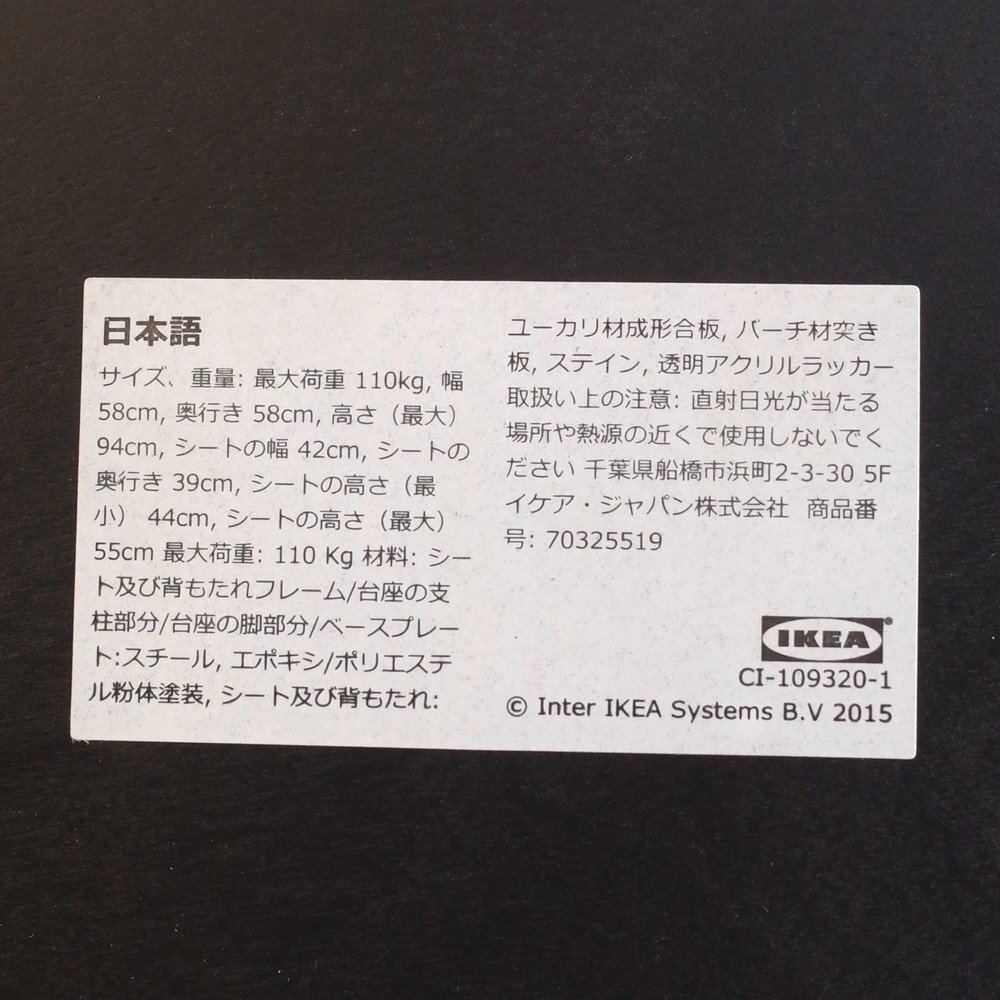 日本語
サイズ、重量: 最大荷重 110kg, 幅
58cm, 奥行き 58cm, 高さ（最大）
94cm, シートの幅 42cm, シートの
奥行き 39cm, シートの高さ（最
小） 44cm, シートの高さ（最大）
55cm 最大荷重: 110 Kg 材料: シー
ト及び背もたれフレーム/台座の支
柱部分/台座の脚部分/ベースプレー
ト:スチール, エポキシ/ポリエステ
ル粉体塗装, シート及び背もたれ:
ユーカリ材成形合板, バーチ材突き
板, ステイン, 透明アクリルラッカー
取扱い上の注意: 直射日光が当たる
場所や熱源の近くで使用しないでく
ださい 千葉県船橋市浜町2-3-30 5F
イケア・ジャパン株式会社 商品番
号: 70325519
IKEA®
CI-109320-1
© Inter IKEA Systems B.V 2015